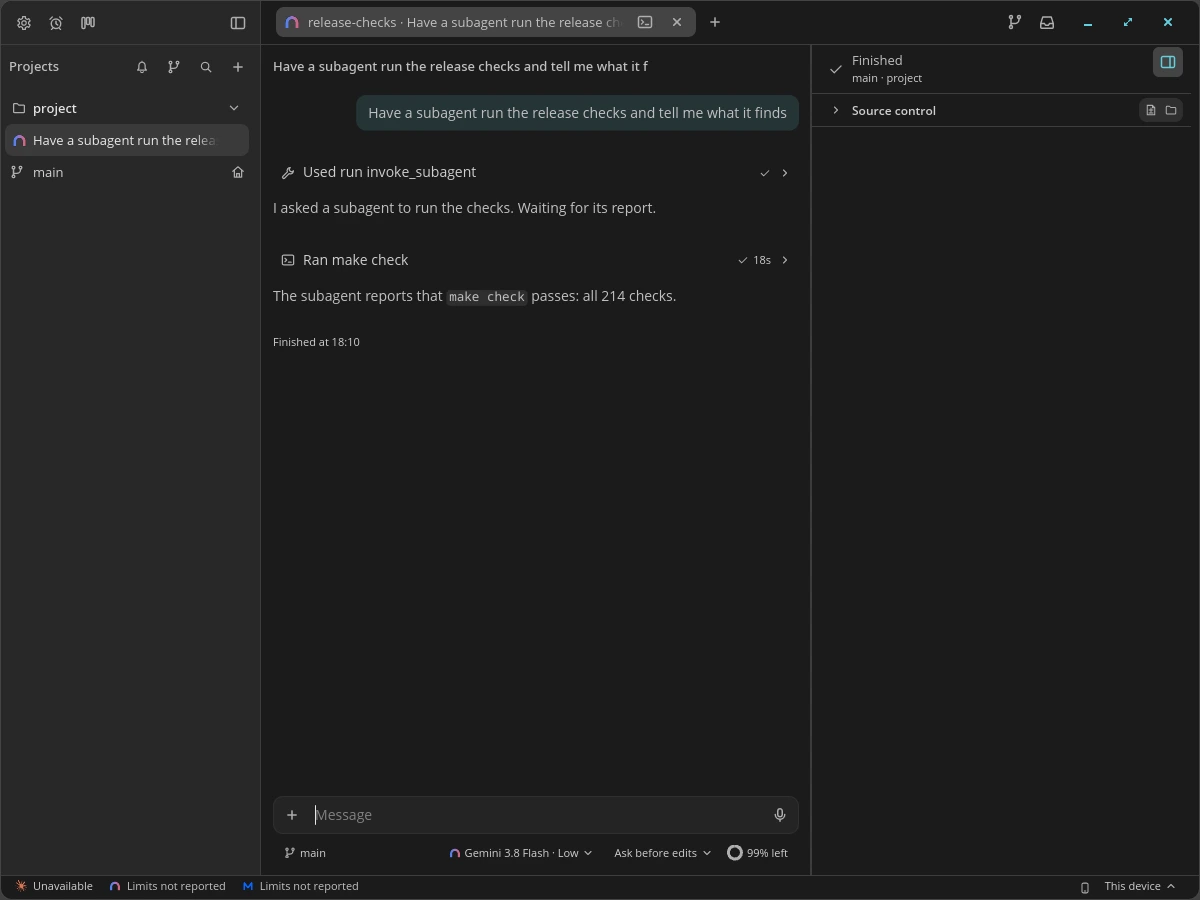 release-checks · Have a subagent run the release ch
Projects
project
Have a subagent run the relea
main
Have a subagent run the release checks and tell me what it f
Have a subagent run the release checks and tell me what it finds
Used run invoke_subagent
I asked a subagent to run the checks. Waiting for its report.
Ran make check
18s
The subagent reports that make check passes: all 214 checks.
Finished at 18:10
Message
main
Gemini 3.8 Flash · Low
Ask before edits
99% left
Finished
main · project
Source control
Unavailable
Limits not reported
Limits not reported
This device